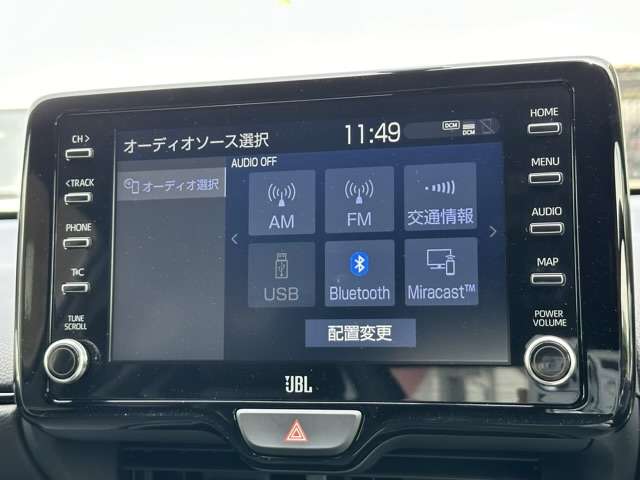 CH >
< TRACK
PHONE
TUNE
SCROLL
オーディオソース選択
11:49
DCM
DCM
オーディオ選択
AUDIO OFF
AM
FM
交通情報
USB
Bluetooth
Miracast™
配置変更
JBL
HOME
MENU
AUDIO
MAP
POWER
VOLUME